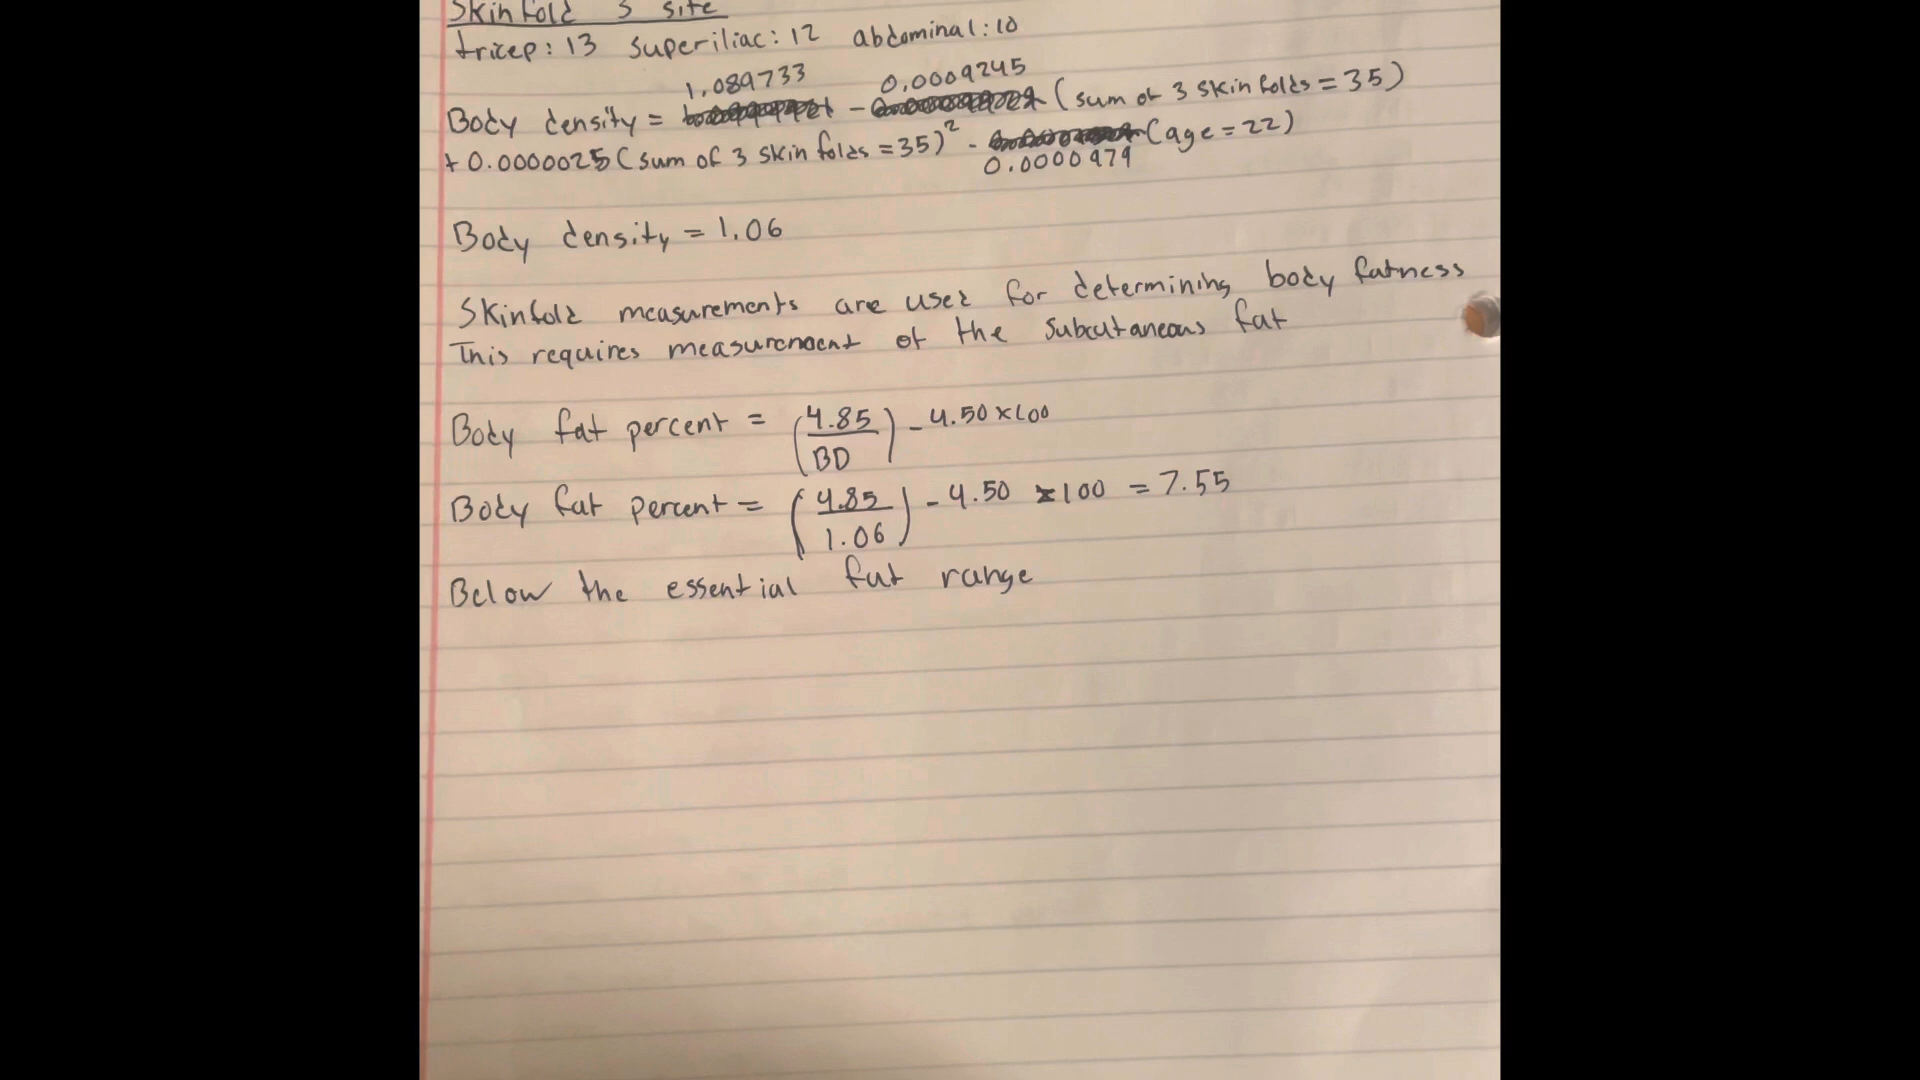 Skinfold 3 site
tricep: 13 superiliac: 12 abdominal: 10
1.089733 0.0009245
Body density = - (sum of 3 skin folds = 35)
+ 0.0000025 (sum of 3 skin folds = 35)² - (age = 22)
0.0000979
Body density = 1.06
Skinfold measurements are used for determining body fatness
This requires measurement of the subcutaneous fat
Body fat percent = (4.85/BD) - 4.50 x 100
Body fat percent = (4.85/1.06) - 4.50 x 100 = 7.55
Below the essential fat range